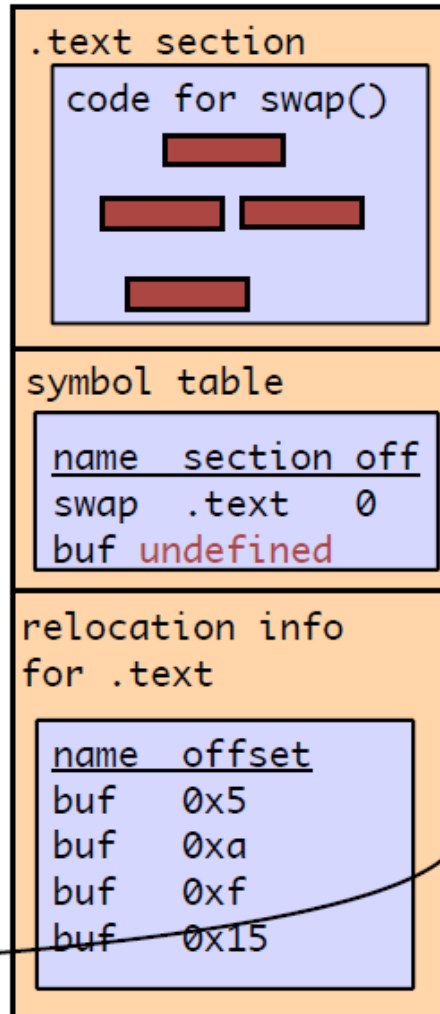 .text section
code for swap()
symbol table
name section off
swap .text 0
buf undefined
relocation info
for .text
name offset
buf 0x5
buf 0xa
buf 0xf
buf 0x15